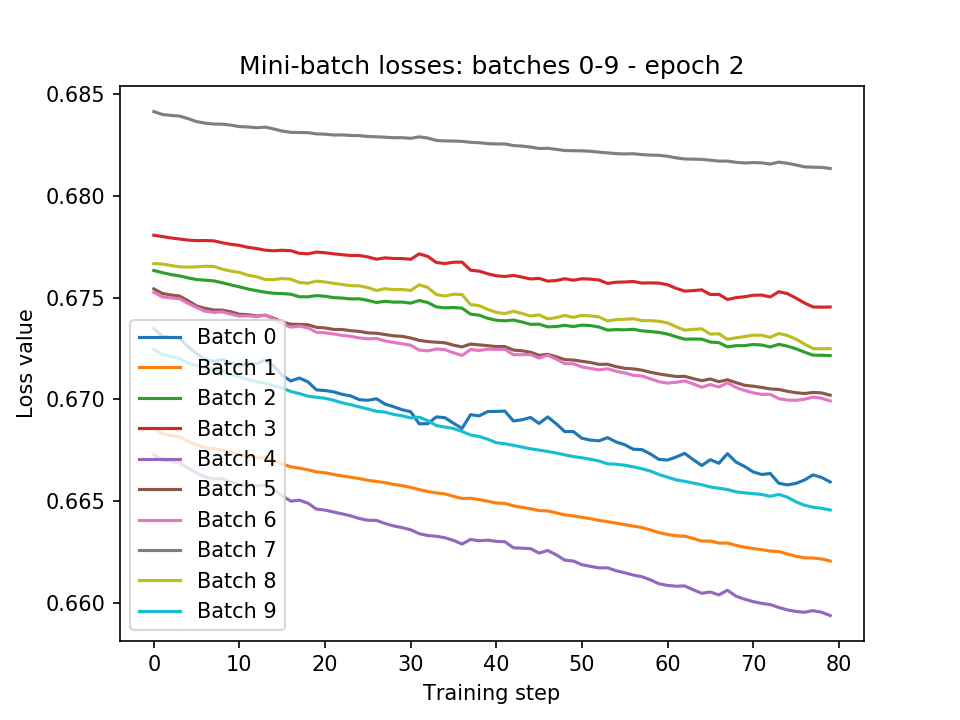 Mini-batch losses: batches 0-9 - epoch 2
0.685
0.680
0.675
0.670
0.665
0.660
Loss value
Batch 0
Batch 1
Batch 2
Batch 3
Batch 4
Batch 5
Batch 6
Batch 7
Batch 8
Batch 9
0 10 20 30 40 50 60 70 80
Training step